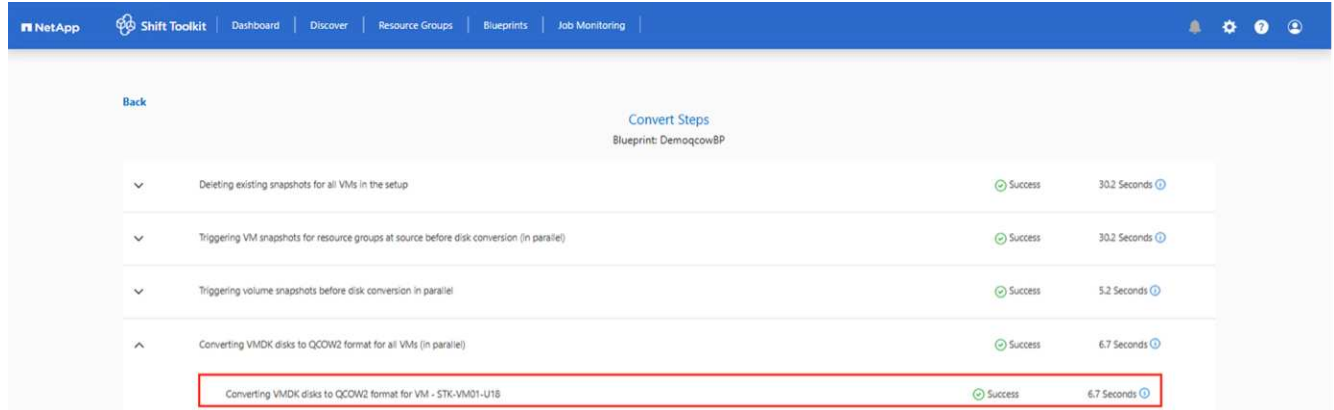 NetApp Shift Toolkit Dashboard Discover Resource Groups Blueprints Job Monitoring
Back
Convert Steps
Blueprint: DemoqcowBP
Deleting existing snapshots for all VMs in the setup Success 30.2 Seconds
Triggering VM snapshots for resource groups at source before disk conversion (in parallel) Success 30.2 Seconds
Triggering volume snapshots before disk conversion in parallel Success 5.2 Seconds
Converting VMDK disks to QCOW2 format for all VMs (in parallel) Success 6.7 Seconds
Converting VMDK disks to QCOW2 format for VM - STK-VM01-U18 Success 6.7 Seconds